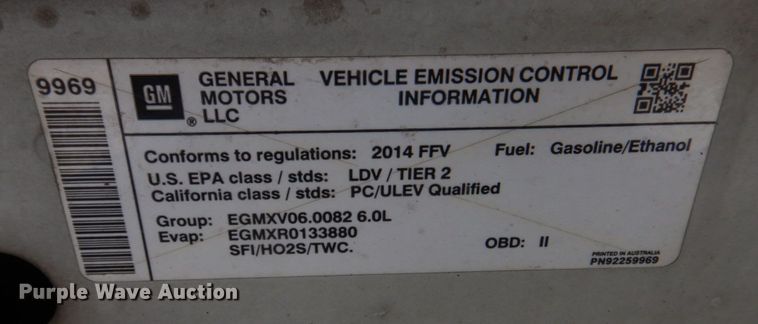 9969
GM
®
GENERAL
MOTORS
LLC
VEHICLE EMISSION CONTROL
INFORMATION
Conforms to regulations: 2014 FFV Fuel: Gasoline/Ethanol
U.S. EPA class / stds: LDV / TIER 2
California class / stds: PC/ULEV Qualified
Group: EGMXV06.0082 6.0L
Evap: EGMXR0133880
SFI/HO2S/TWC.
OBD: II
PRINTED IN AUSTRALIA
PN92259969
Purple Wave Auction